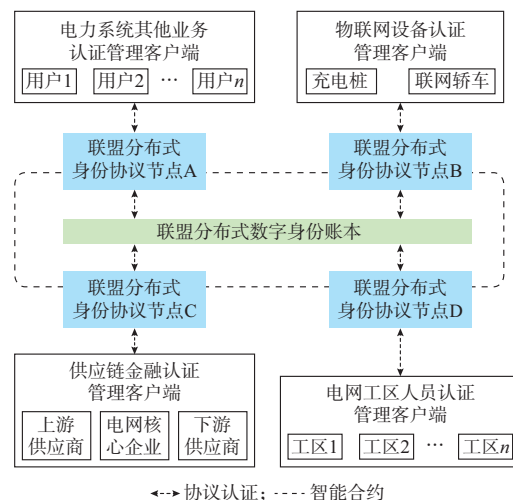 电力系统其他业务
认证管理客户端
用户1 用户2 … 用户n
物联网设备认证
管理客户端
充电桩 联网轿车
联盟分布式
身份协议节点A
联盟分布式
身份协议节点B
联盟分布式数字身份账本
联盟分布式
身份协议节点C
联盟分布式
身份协议节点D
供应链金融认证
管理客户端
上游
供应商
电网核
心企业
下游
供应商
电网工区人员认证
管理客户端
工区1 工区2 … 工区n
协议认证; 智能合约